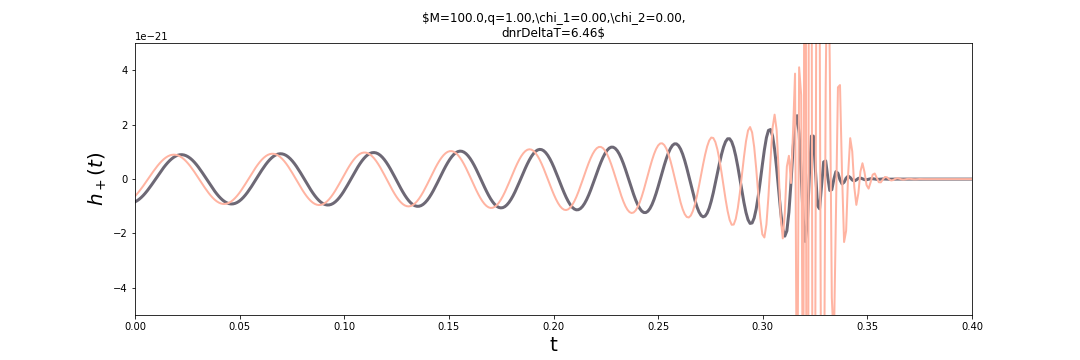 $M=100.0,q=1.00,\chi_1=0.00,\chi_2=0.00,
dnrDeltaT=6.46$
1e−21
4
2
0
−2
−4
h₊(t)
0.00 0.05 0.10 0.15 0.20 0.25 0.30 0.35 0.40
t